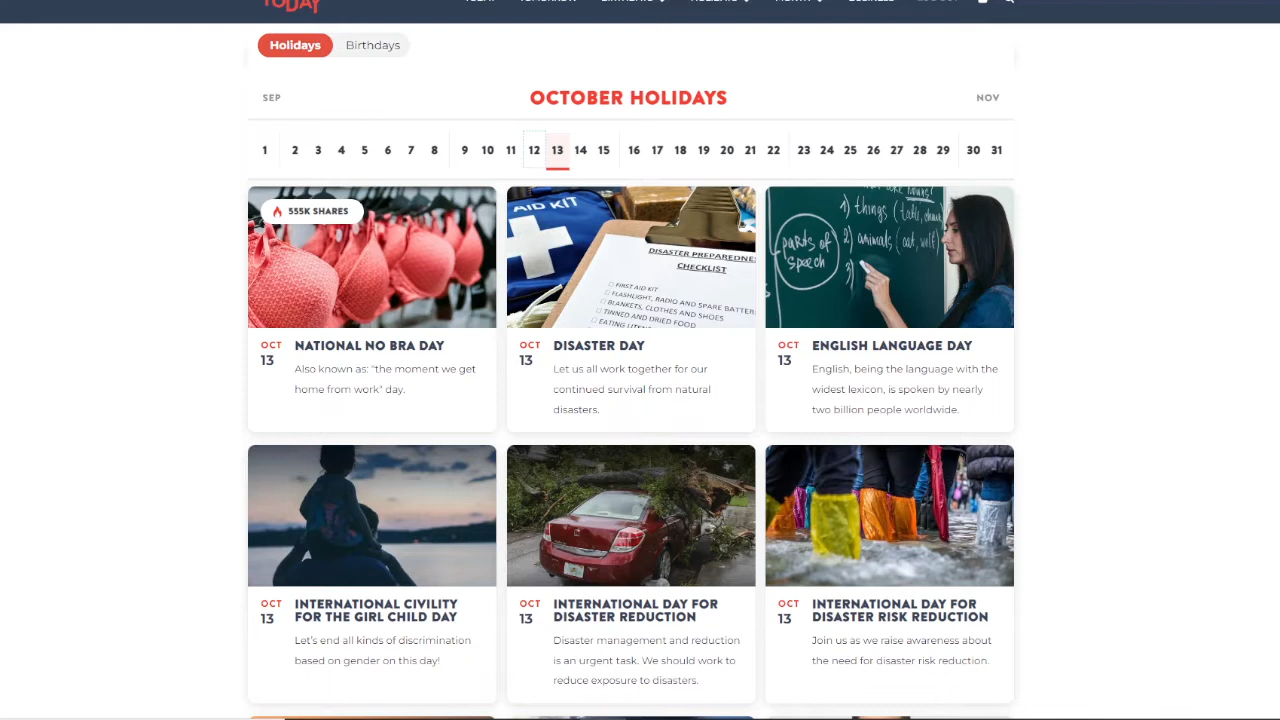 TODAY
Holidays
Birthdays
SEP
OCTOBER HOLIDAYS
NOV
1 2 3 4 5 6 7 8 9 10 11 12 13 14 15 16 17 18 19 20 21 22 23 24 25 26 27 28 29 30 31
555K SHARES
AID KIT
DISASTER PREPAREDNE
CHECKLIST
FIRST AID KIT
FLASHLIGHT, RADIO AND SPARE BATTER
BLANKETS, CLOTHES AND SHOES
TINNED AND DRIED FOOD
parts of
speech
1) things (table,
2) animals (cat, wolf)
3)
OCT
13
NATIONAL NO BRA DAY
Also known as: "the moment we get
home from work" day.
OCT
13
DISASTER DAY
Let us all work together for our
continued survival from natural
disasters.
OCT
13
ENGLISH LANGUAGE DAY
English, being the language with the
widest lexicon, is spoken by nearly
two billion people worldwide.
OCT
13
INTERNATIONAL CIVILITY
FOR THE GIRL CHILD DAY
Let's end all kinds of discrimination
based on gender on this day!
OCT
13
INTERNATIONAL DAY FOR
DISASTER REDUCTION
Disaster management and reduction
is an urgent task. We should work to
reduce exposure to disasters.
OCT
13
INTERNATIONAL DAY FOR
DISASTER RISK REDUCTION
Join us as we raise awareness about
the need for disaster risk reduction.